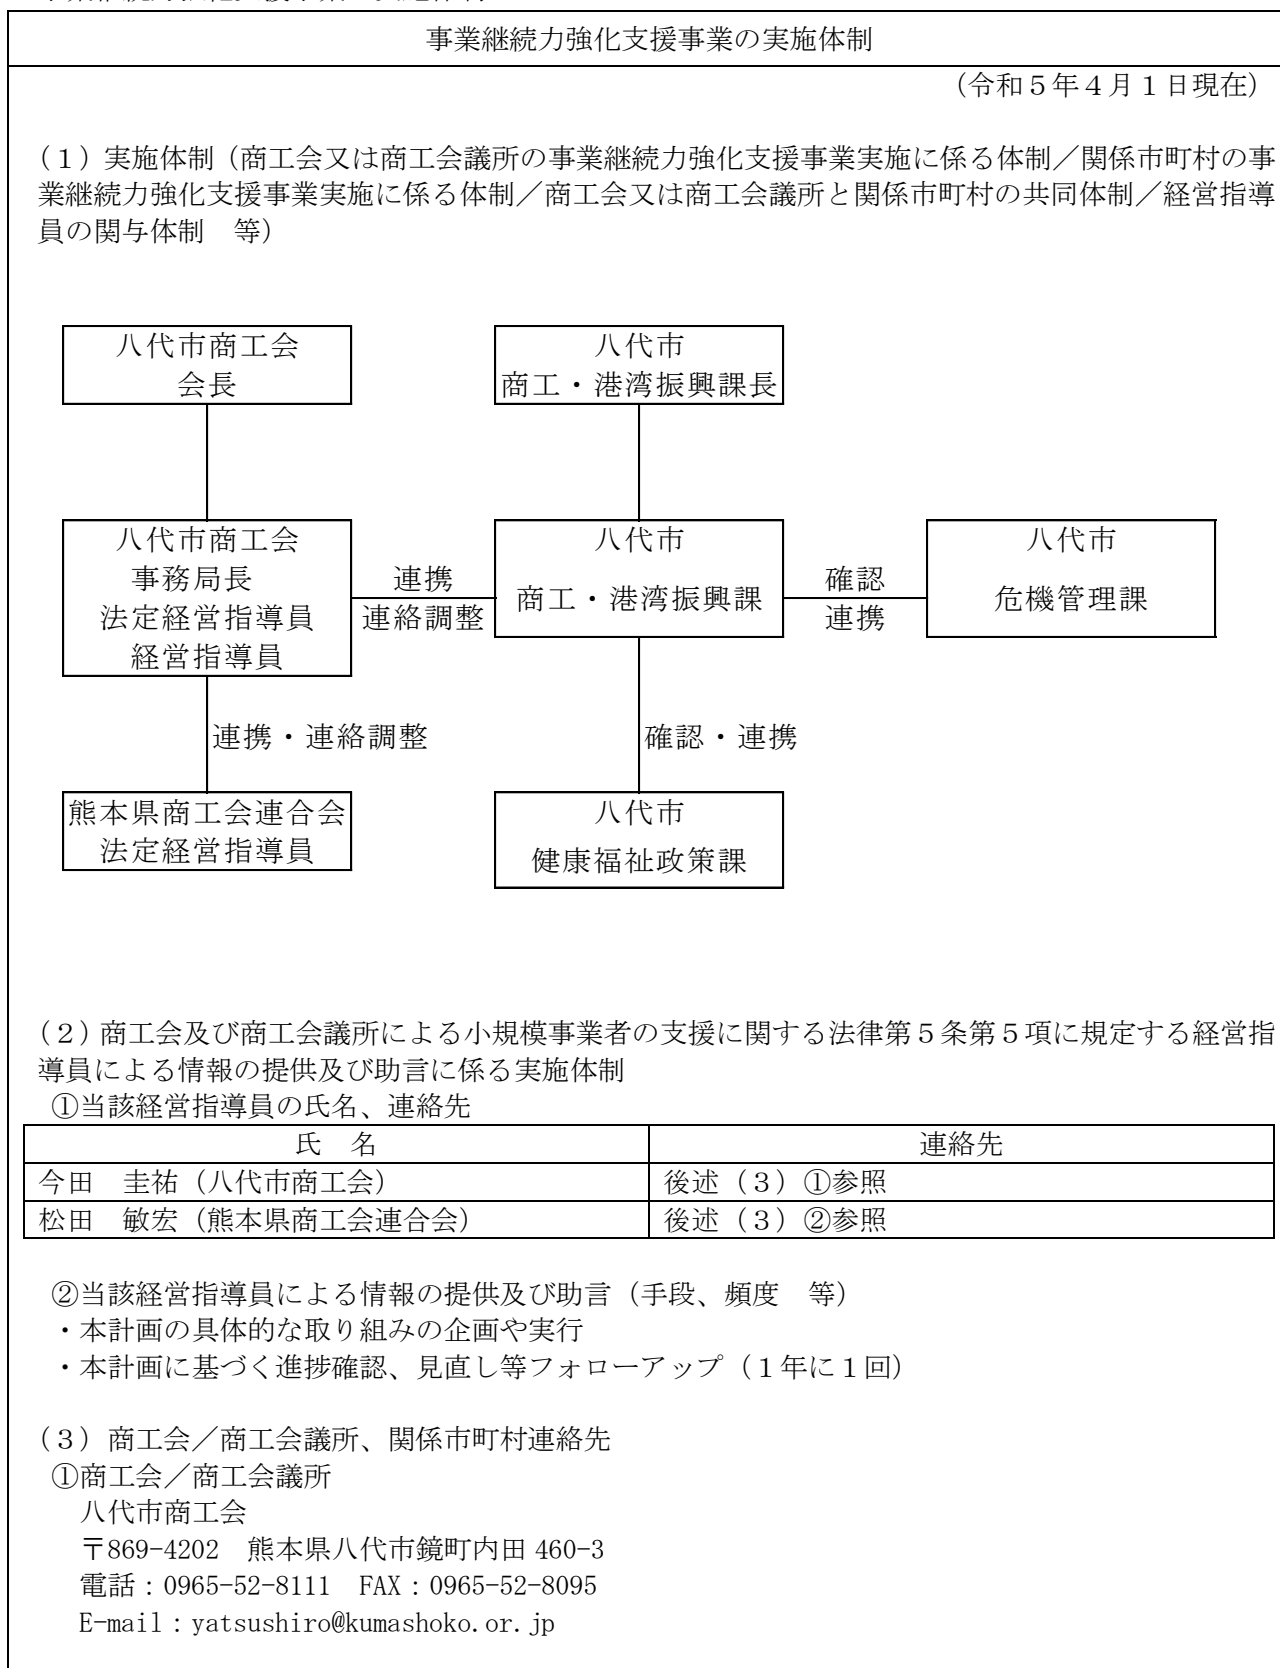 事業継続力強化支援事業の実施体制
（令和５年４月１日現在）
（１）実施体制（商工会又は商工会議所の事業継続力強化支援事業実施に係る体制／関係市町村の事
業継続力強化支援事業実施に係る体制／商工会又は商工会議所と関係市町村の共同体制／経営指導
員の関与体制　等）
八代市商工会
会長
八代市
商工・港湾振興課長
八代市商工会
事務局長
法定経営指導員
経営指導員
連携
連絡調整
八代市
商工・港湾振興課
確認
連携
八代市
危機管理課
連携・連絡調整
確認・連携
熊本県商工会連合会
法定経営指導員
八代市
健康福祉政策課
（２）商工会及び商工会議所による小規模事業者の支援に関する法律第５条第５項に規定する経営指
導員による情報の提供及び助言に係る実施体制
①当該経営指導員の氏名、連絡先
氏　名　連絡先
今田　圭祐（八代市商工会）　後述（３）①参照
松田　敏宏（熊本県商工会連合会）　後述（３）②参照
②当該経営指導員による情報の提供及び助言（手段、頻度　等）
・本計画の具体的な取り組みの企画や実行
・本計画に基づく進捗確認、見直し等フォローアップ（１年に１回）
（３）商工会／商工会議所、関係市町村連絡先
①商工会／商工会議所
八代市商工会
〒869-4202　熊本県八代市鏡町内田 460-3
電話：0965-52-8111　FAX：0965-52-8095
E-mail：yatsushiro@kumashoko.or.jp